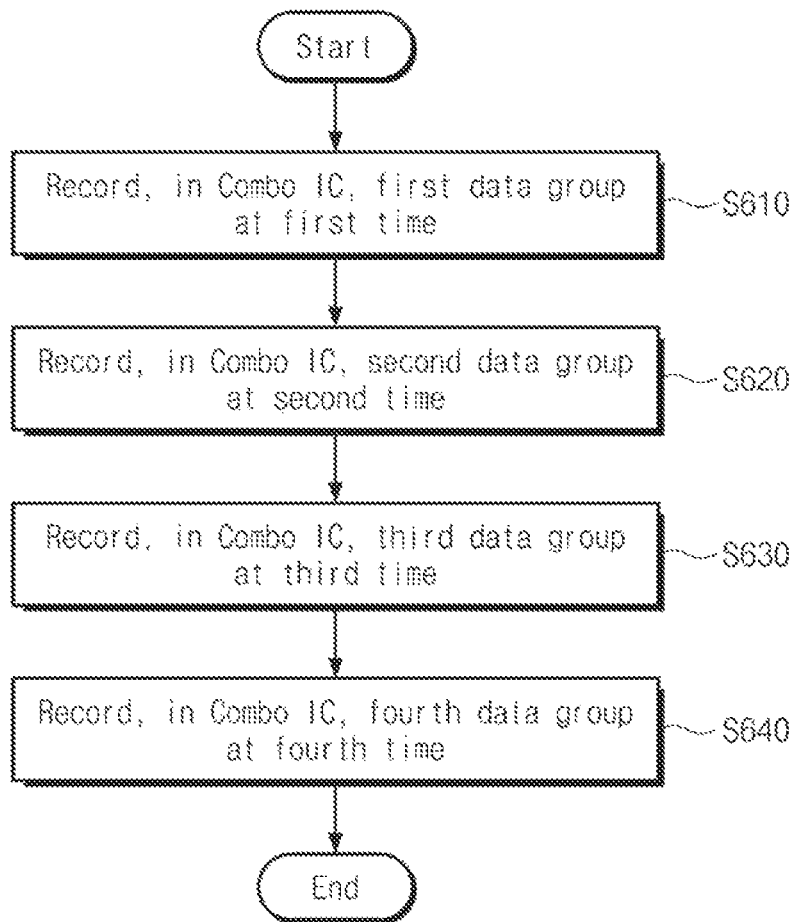 Start
Record, in Combo IC, first data group
at first time
S610
Record, in Combo IC, second data group
at second time
S620
Record, in Combo IC, third data group
at third time
S630
Record, in Combo IC, fourth data group
at fourth time
S640
End